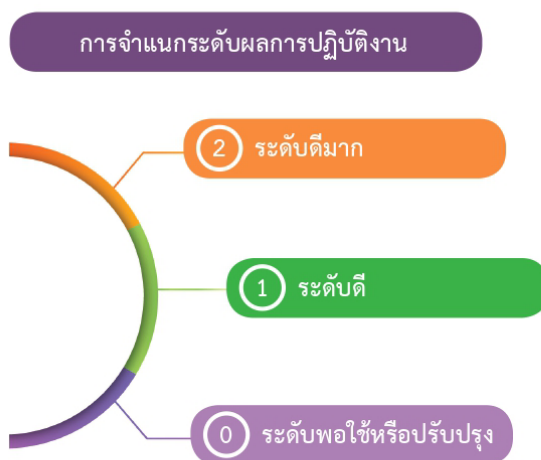 การจำแนกระดับผลการปฏิบัติงาน
2 ระดับดีมาก
1 ระดับดี
0 ระดับพอใช้หรือปรับปรุง